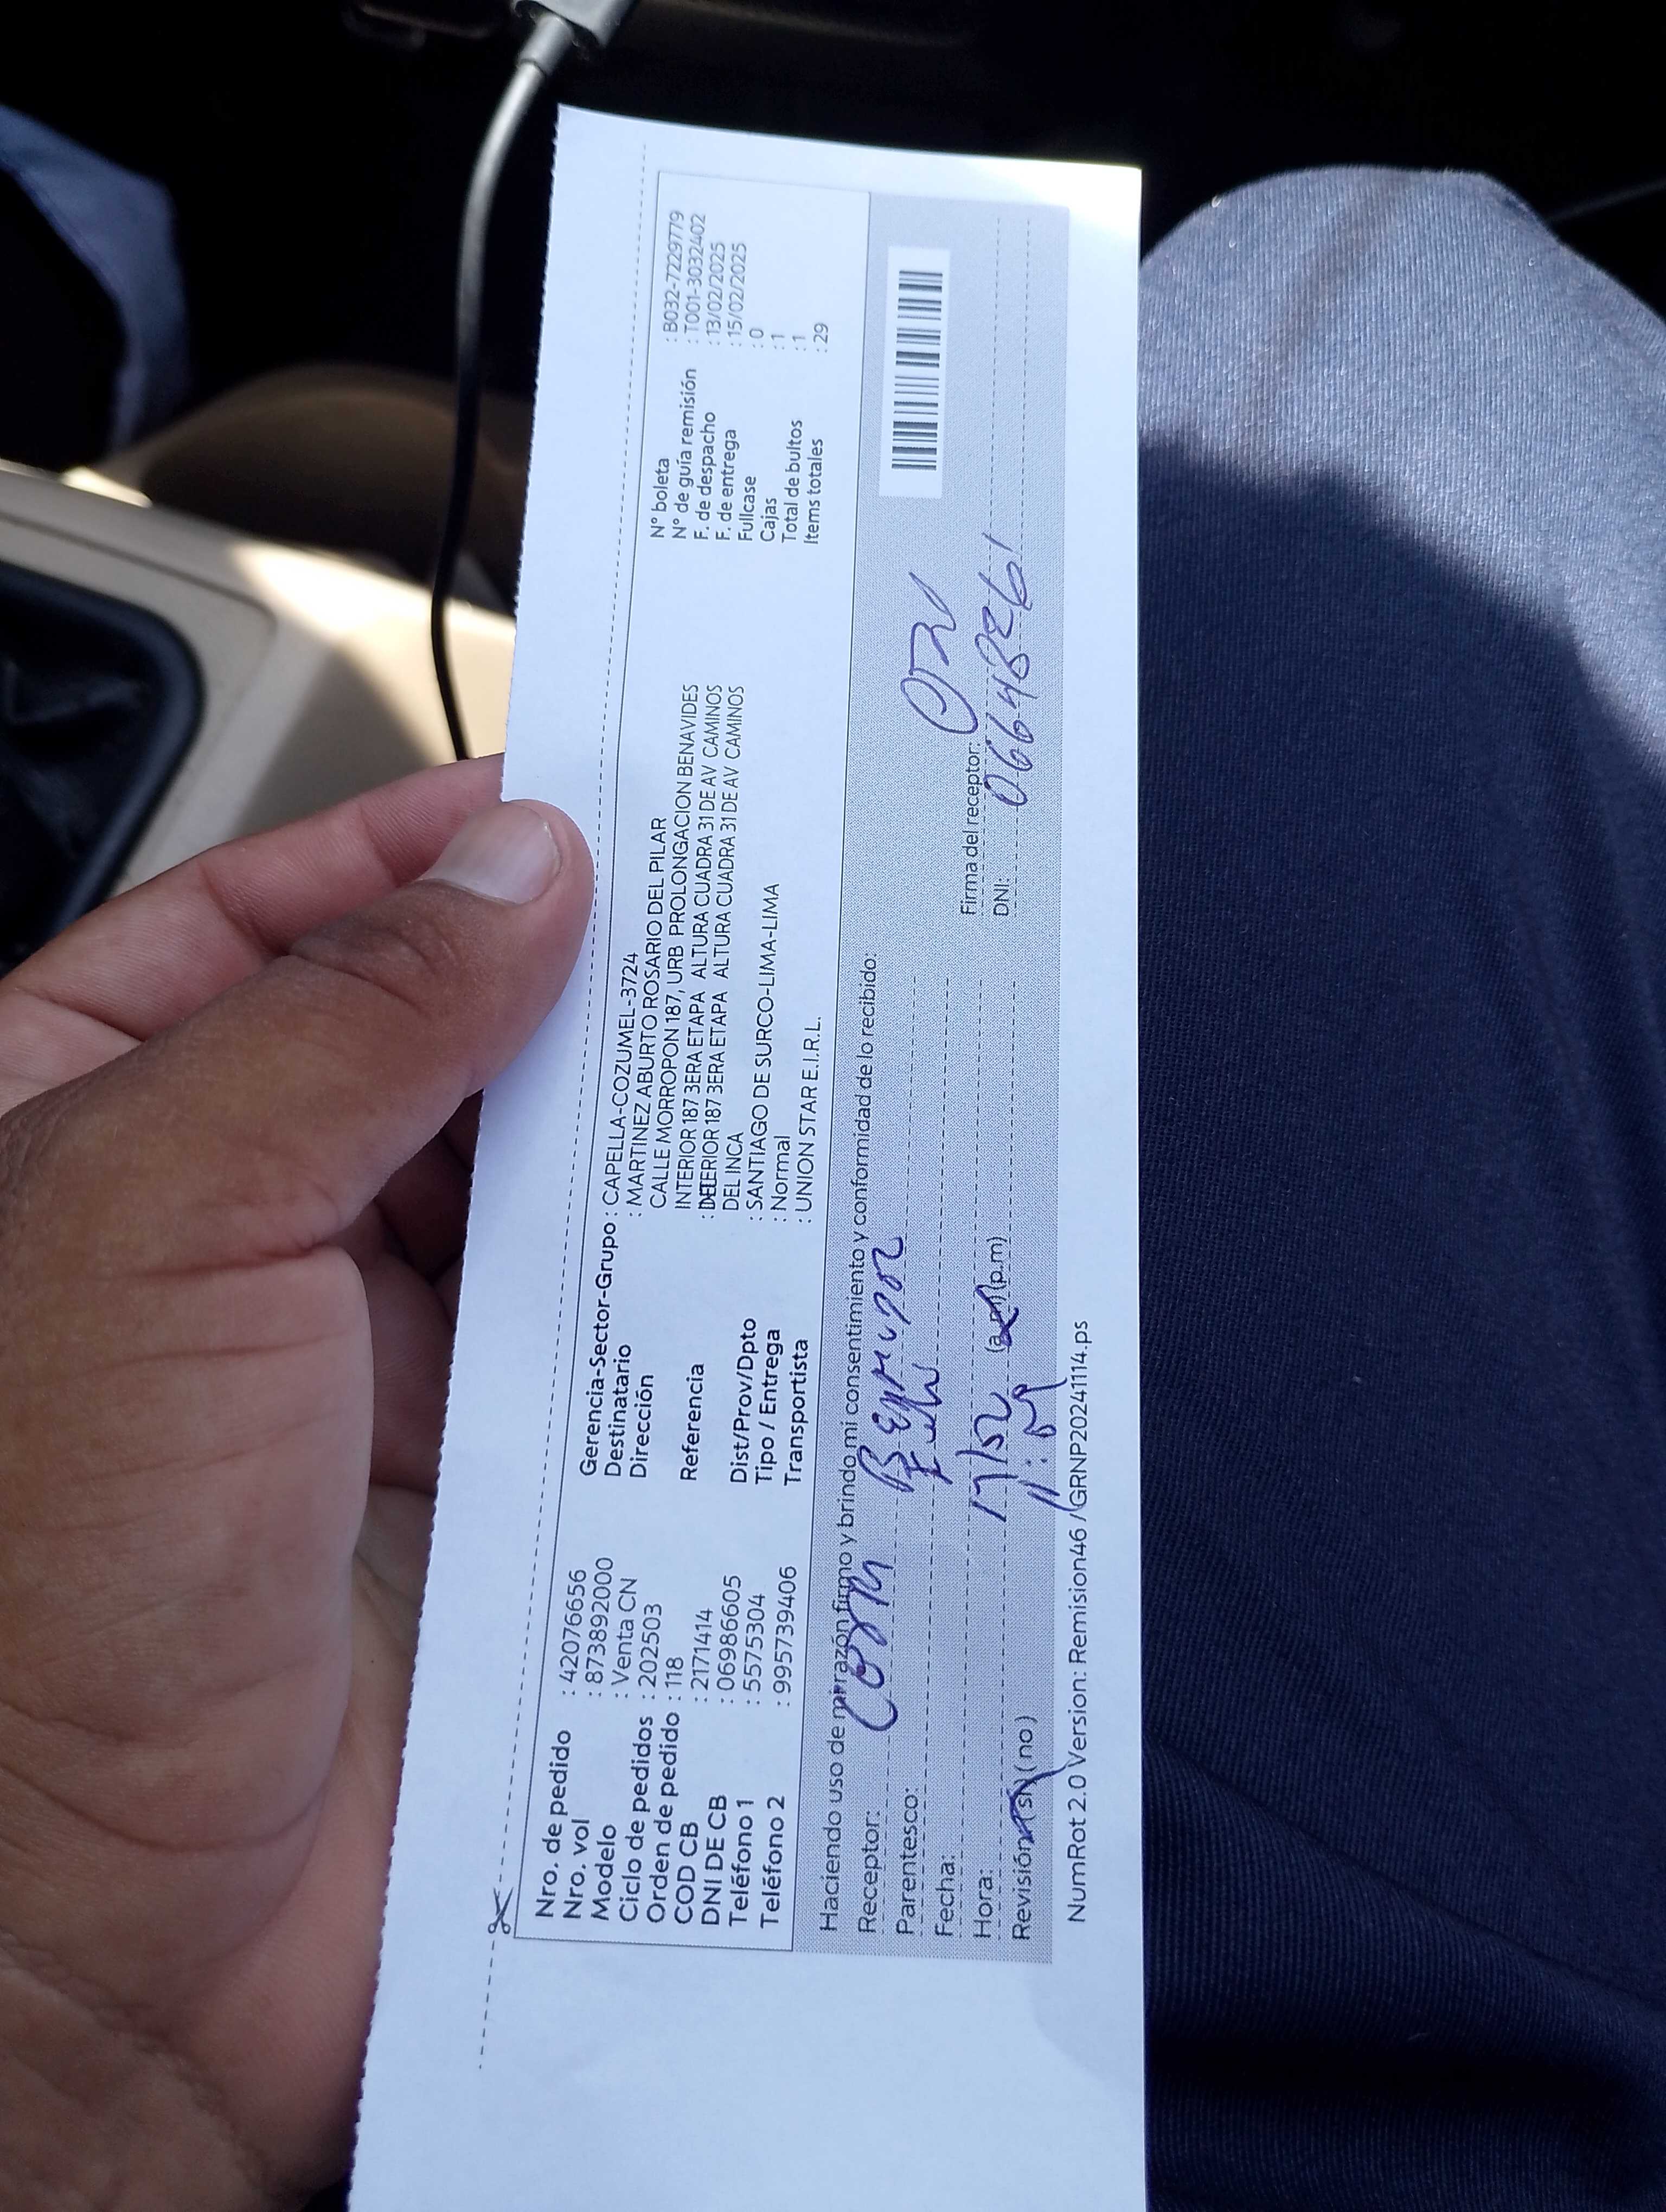 Nro. de pedido : 42076656
Nro. vol : 873892000
Modelo : Venta CN
Ciclo de pedidos : 202503
Orden de pedido : 118
COD CB : 2171414
DNI DE CB : 06986605
Teléfono 1 : 5575304
Teléfono 2 : 995739406
Gerencia-Sector-Grupo : CAPELLA-COZUMEL-3724
Destinatario : MARTINEZ ABURTO ROSARIO DEL PILAR
Dirección CALLE MORROPON 187, URB PROLONGACION BENAVIDES
INTERIOR 187 3ERA ETAPA ALTURA CUADRA 31 DE AV CAMINOS
Referencia : INTERIOR 187 3ERA ETAPA ALTURA CUADRA 31 DE AV CAMINOS
DEL INCA
Dist/Prov/Dpto : SANTIAGO DE SURCO-LIMA-LIMA
Tipo / Entrega : Normal
Transportista : UNION STAR E.I.R.L.
N° boleta : B032-7229779
N° de guía remisión : T001-3032402
F. de despacho : 13/02/2025
F. de entrega : 15/02/2025
Fullcase : 0
Cajas : 1
Total de bultos : 1
Items totales : 29
Haciendo uso de mi razón firmo y brindo mi consentimiento y conformidad de lo recibido:
Receptor:
Parentesco:
Fecha:
Hora: (a.m) (p.m)
Revisión (si) (no)
Firma del receptor:
DNI: 06648261
NumRot 2.0 Version: Remision46 / GRNP20241114.ps